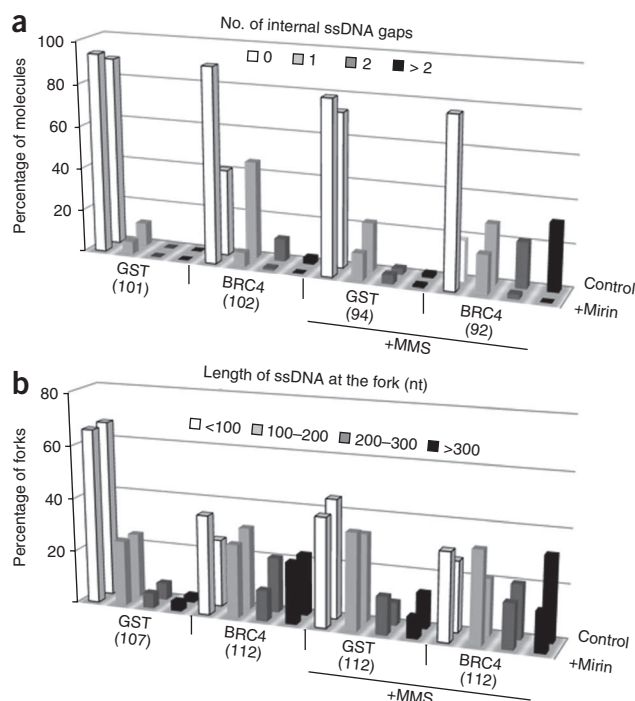 a
No. of internal ssDNA gaps
0 1 2 > 2
Percentage of molecules
100
80
60
40
20
GST BRC4 GST BRC4
(101) (102) (94) (92)
Control
+Mirin
+MMS
b
Length of ssDNA at the fork (nt)
<100 100–200 200–300 >300
Percentage of forks
80
60
40
20
GST BRC4 GST BRC4
(107) (112) (112) (112)
Control
+Mirin
+MMS